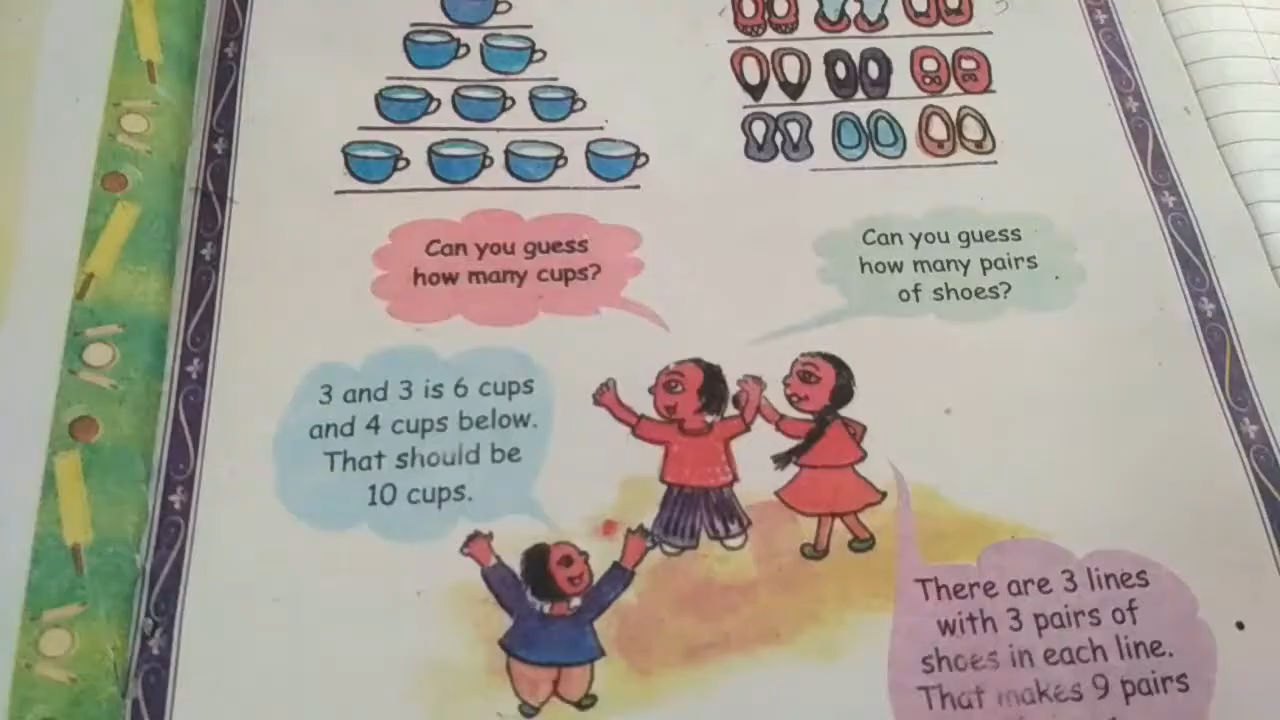 Can you guess
how many cups?
Can you guess
how many pairs
of shoes?
3 and 3 is 6 cups
and 4 cups below.
That should be
10 cups.
There are 3 lines
with 3 pairs of
shoes in each line.
That makes 9 pairs